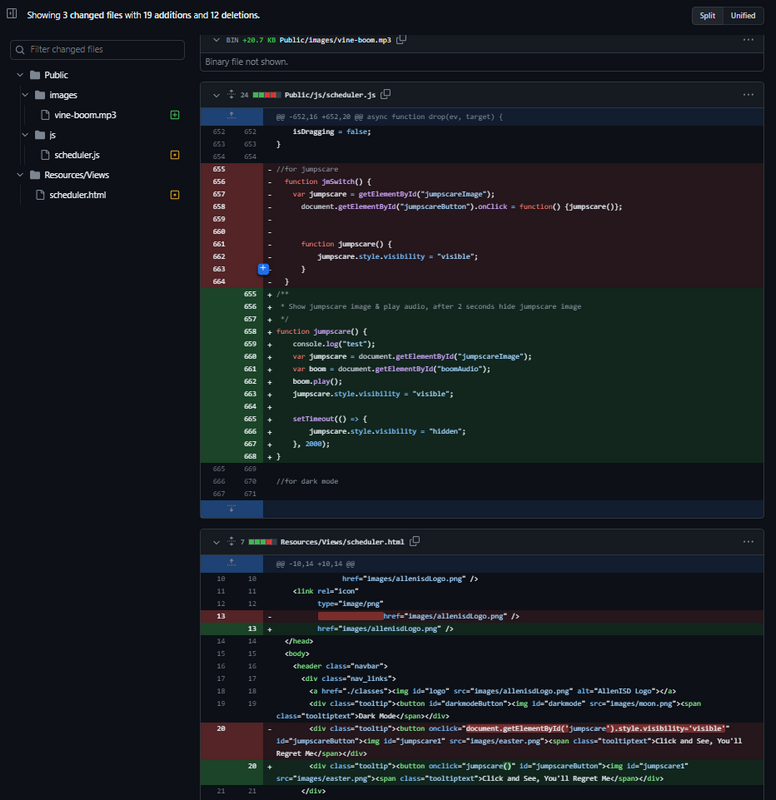 Showing 3 changed files with 19 additions and 12 deletions.
Split Unified
Filter changed files
Public
images
vine-boom.mp3
js
scheduler.js
Resources/Views
scheduler.html
BIN +20.7 KB Public/images/vine-boom.mp3
Binary file not shown.
24 Public/js/scheduler.js
@@ -652,16 +652,20 @@ async function drop(ev, target) {
652 652 isDragging = false;
653 653 }
654 654
655 - //for jumpscare
656 - function jmSwitch() {
657 - var jumpscare = getElementById("jumpscareImage");
658 - document.getElementById("jumpscareButton").onClick = function() {jumpscare()};
659 -
660 -
661 - function jumpscare() {
662 - jumpscare.style.visibility = "visible";
663 - }
664 - }
655 + /**
656 + * Show jumpscare image & play audio, after 2 seconds hide jumpscare image
657 + */
658 + function jumpscare() {
659 + console.log("test");
660 + var jumpscare = document.getElementById("jumpscareImage");
661 + var boom = document.getElementById("boomAudio");
662 + boom.play();
663 + jumpscare.style.visibility = "visible";
664 +
665 + setTimeout(() => {
666 + jumpscare.style.visibility = "hidden";
667 + }, 2000);
668 + }
665 669
666 670 //for dark mode
667 671
7 Resources/Views/scheduler.html
@@ -10,14 +10,14 @@
10 10 href="images/allenisdLogo.png" />
11 11 <link rel="icon"
12 12 type="image/png"
13 - href="images/allenisdLogo.png" />
13 + href="images/allenisdLogo.png" />
14 14 </head>
15 15 <body>
16 16 <header class="navbar">
17 17 <div class="nav_links">
18 18 <a href="./classes"><img id="logo" src="images/allenisdLogo.png" alt="AllenISD Logo"></a>
19 19 <div class="tooltip"><button id="darkmodeButton"><img id="darkmode" src="images/moon.png"><span
class="tooltiptext">Dark Mode</span></div>
20 - <div class="tooltip"><button onclick="document.getElementById('jumpscare').style.visibility='visible'"
id="jumpscareButton"><img id="jumpscare1" src="images/easter.png"><span class="tooltiptext">Click and See, You'll
Regret Me</span></div>
20 + <div class="tooltip"><button onclick="jumpscare()" id="jumpscareButton"><img id="jumpscare1"
src="images/easter.png"><span class="tooltiptext">Click and See, You'll Regret Me</span></div>
21 21 </div>